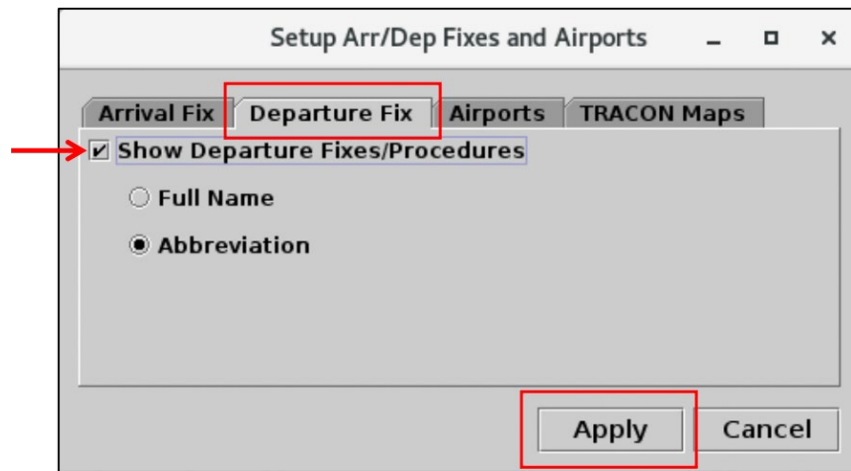 Setup Arr/Dep Fixes and Airports
Arrival Fix Departure Fix Airports TRACON Maps
Show Departure Fixes/Procedures
Full Name
Abbreviation
Apply Cancel